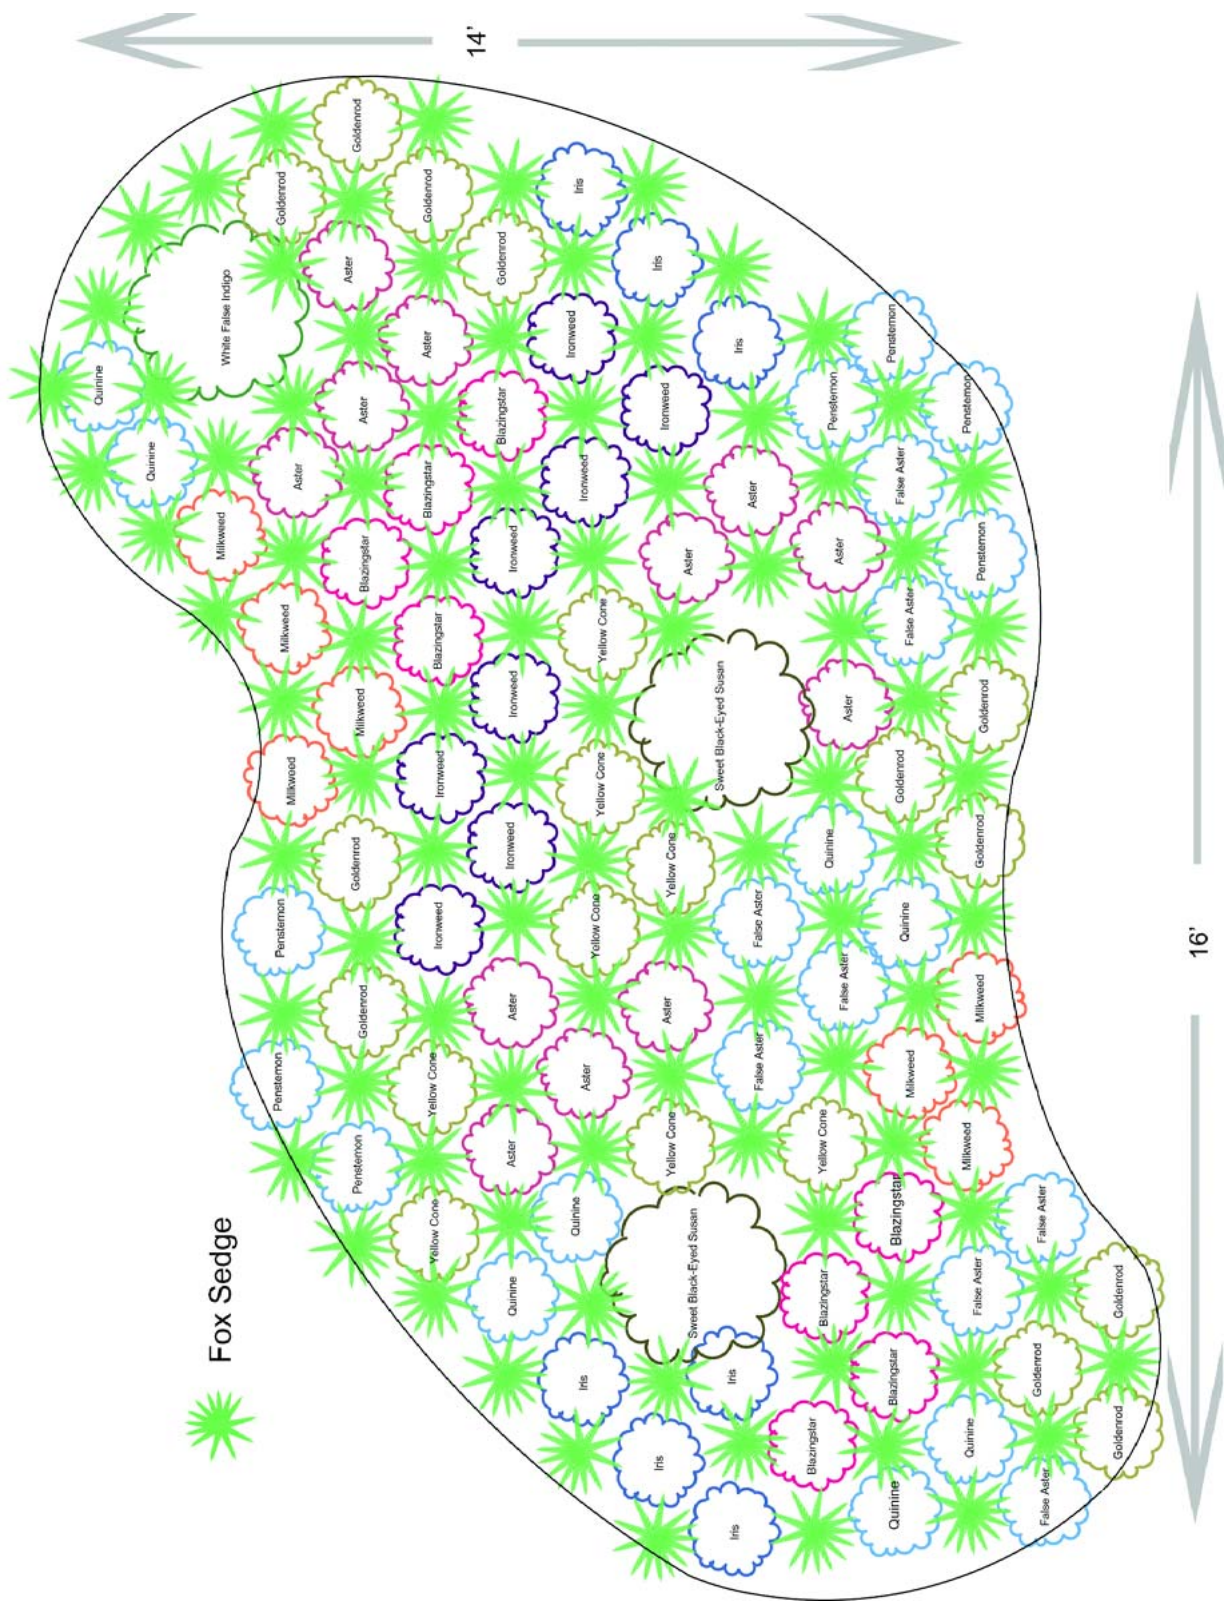 Quinine
Quinine
Fox Sedge
Milkweed
White False Indigo
Penstemon
Penstemon
Milkweed
Milkweed
Aster
Goldenrod
Penstemon
Goldenrod
Goldenrod
Milkweed
Blazingstar
Aster
Aster
Goldenrod
Yellow Cone
Yellow Cone
Ironweed
Ironweed
Blazingstar
Blazingstar
Aster
Goldenrod
14'
Quinine
Aster
Aster
Ironweed
Ironweed
Ironweed
Blazingstar
Goldenrod
Iris
Quinine
Aster
Yellow Cone
Yellow Cone
Yellow Cone
Ironweed
Ironweed
Iris
Iris
Yellow Cone
Aster
Yellow Cone
Aster
Ironweed
Iris
Iris
Iris
Sweet Black-Eyed Susan
False Aster
False Aster
Sweet Black-Eyed Susan
Aster
Iris
Blazingstar
Blazingstar
Yellow Cone
False Aster
Quinine
Aster
Aster
Penstemon
Quinine
Blazingstar
Blazingstar
Milkweed
Quinine
Goldenrod
False Aster
False Aster
Penstemon
Quinine
False Aster
Milkweed
Milkweed
Goldenrod
Goldenrod
Penstemon
Penstemon
False Aster
Goldenrod
False Aster
Goldenrod
Goldenrod
16'